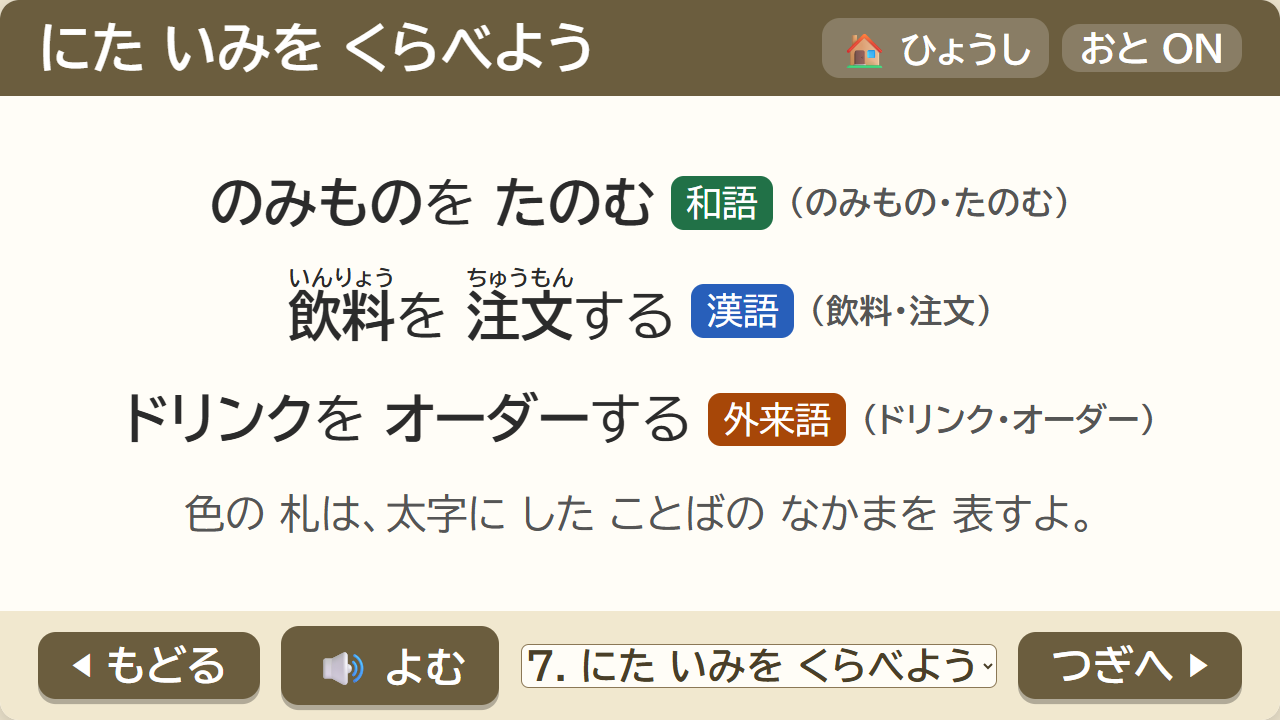 にた いみを くらべよう
🏠 ひょうし
おと ON
のみものを たのむ 和語 （のみもの・たのむ）
いんりょう ちゅうもん
飲料を 注文する 漢語 （飲料・注文）
ドリンクを オーダーする 外来語 （ドリンク・オーダー）
色の 札は、太字に した ことばの なかまを 表すよ。
◀ もどる
🔊 よむ
7. にた いみを くらべよう
つぎへ ▶